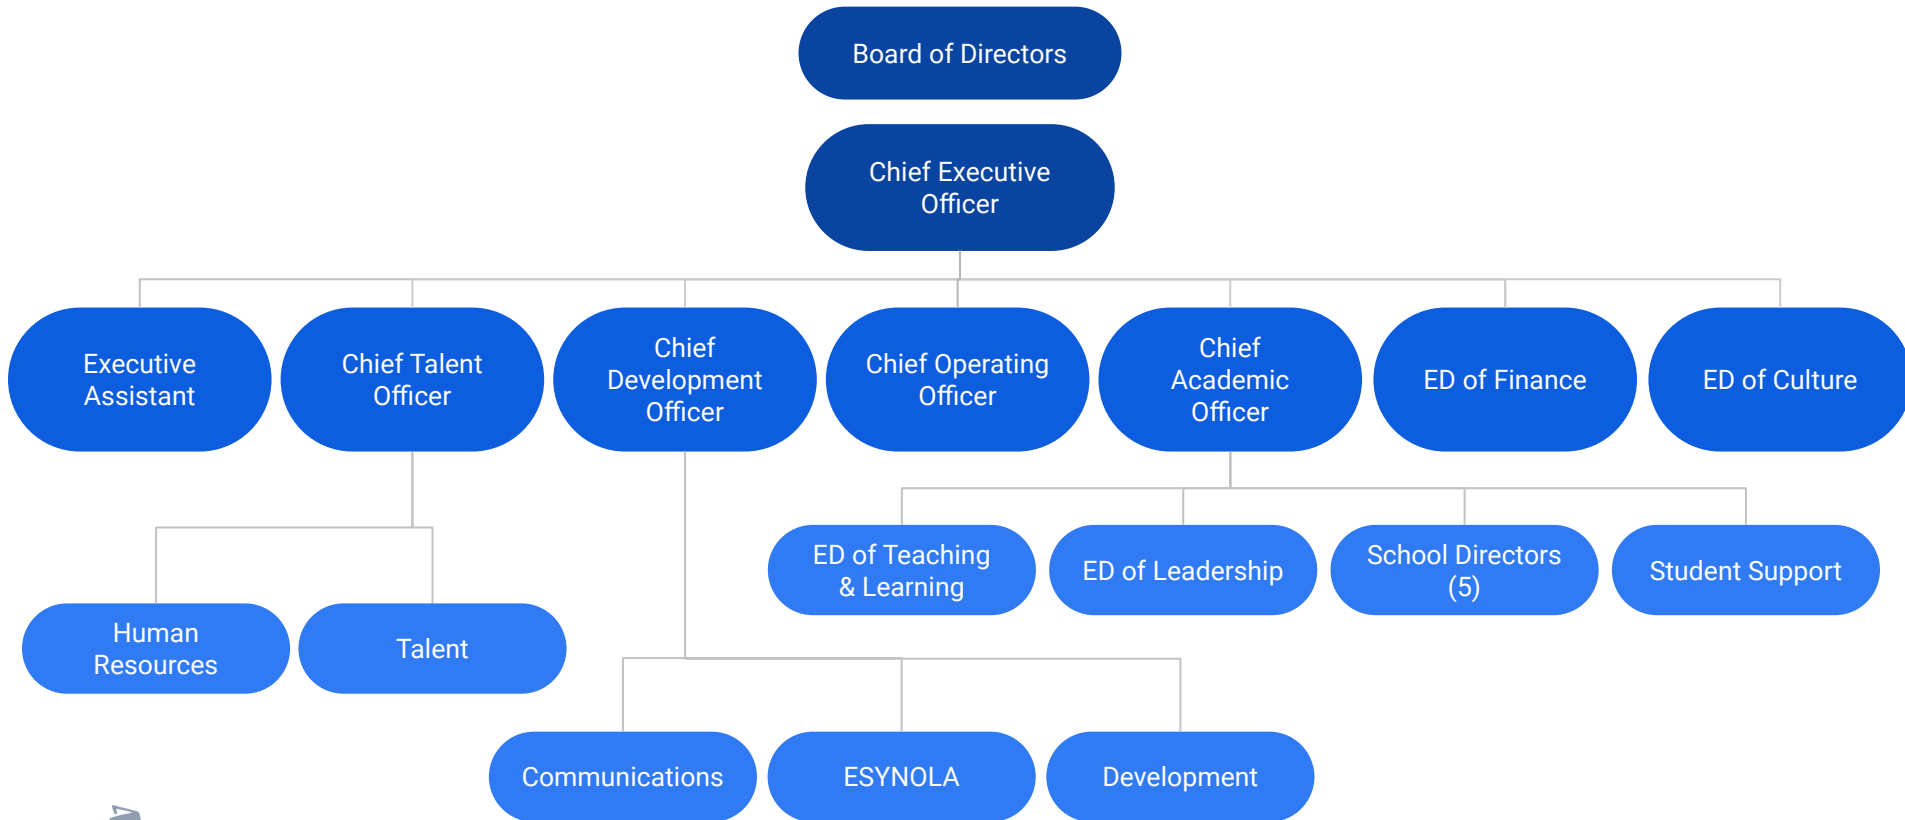 Board of Directors
Chief Executive
Officer
Executive
Assistant
Chief Talent
Officer
Chief
Development
Officer
Chief Operating
Officer
Chief
Academic
Officer
ED of Finance
ED of Culture
ED of Teaching
& Learning
ED of Leadership
School Directors
(5)
Student Support
Human
Resources
Talent
Communications
ESYNOLA
Development